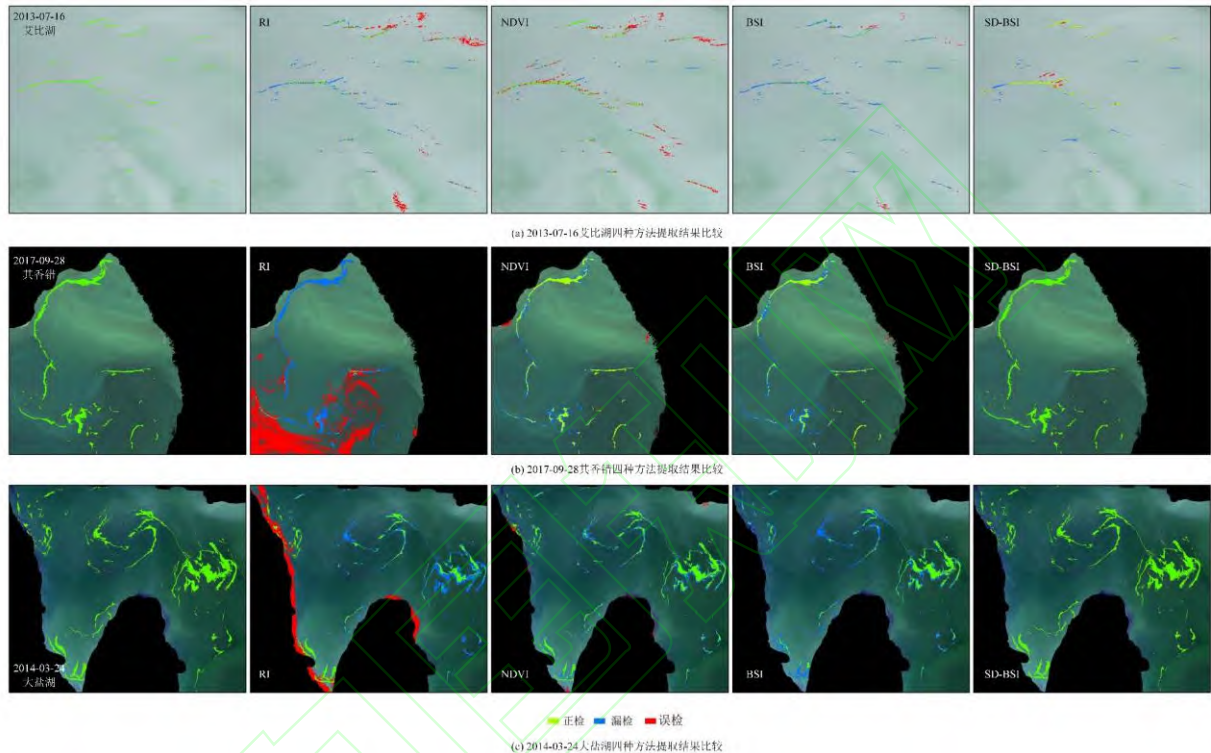 2013-07-16
艾比湖
RI
NDVI
BSI
SD-BSI
(a) 2013-07-16艾比湖四种方法提取结果比较
2017-09-28
其香错
RI
NDVI
BSI
SD-BSI
(b) 2017-09-28其香错四种方法提取结果比较
2014-03-24
大盐湖
RI
NDVI
BSI
SD-BSI
正检 漏检 误检
(c) 2014-03-24大盐湖四种方法提取结果比较